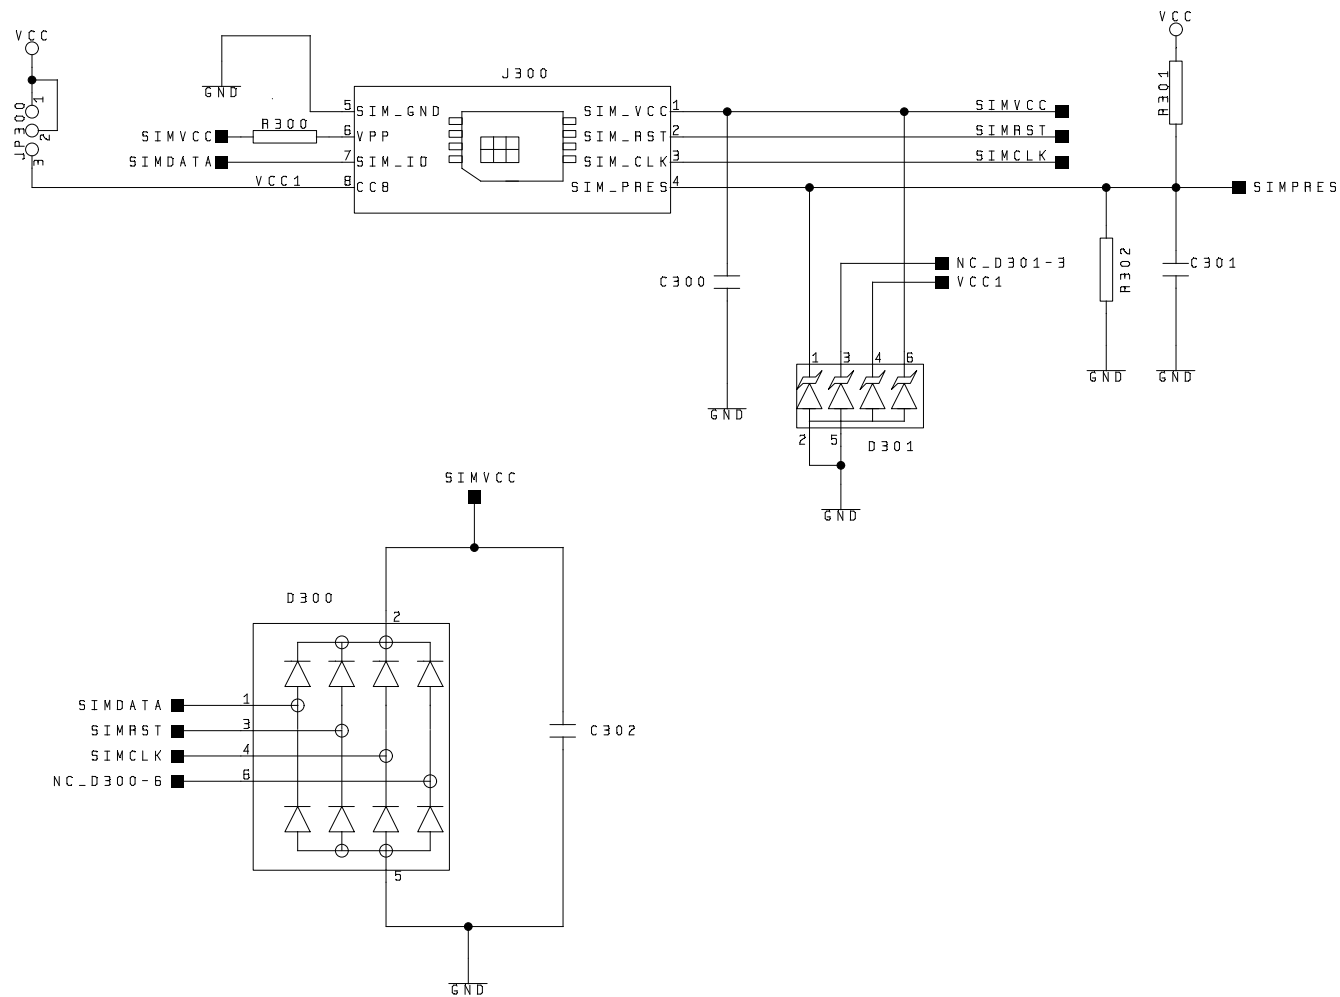 VCC
JP300
1
2
3
GND
J300
5
SIM_GND
SIMVCC
R300
6
VPP
SIMDATA
7
SIM_IO
VCC1
8
CC8
SIM_VCC
1
SIMVCC
SIM_RST
2
SIMRST
SIM_CLK
3
SIMCLK
SIM_PRES
4
SIMPRES
VCC
R301
C300
GND
NC_D301-3
VCC1
R302
GND
C301
GND
1
3
4
6
2
5
D301
GND
SIMVCC
D300
2
SIMDATA
1
SIMRST
3
SIMCLK
4
NC_D300-6
6
C302
5
GND